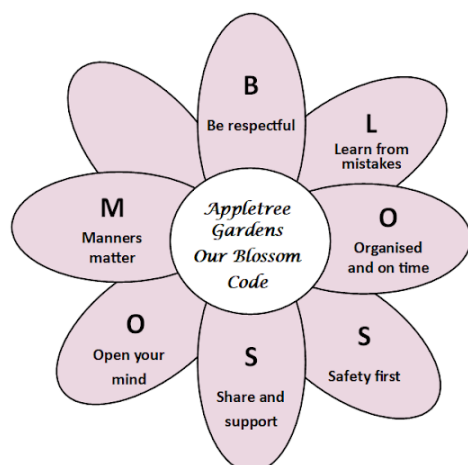 B
Be respectful
L
Learn from
mistakes
O
Organised
and on time
S
Safety first
S
Share and
support
O
Open your
mind
M
Manners
matter
Appletree
Gardens
Our Blossom
Code